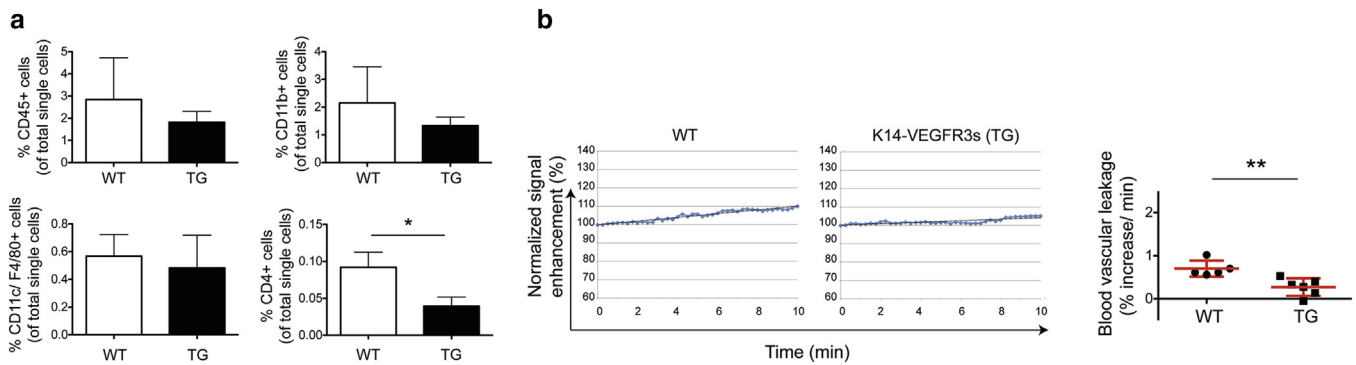 a
% CD45+ cells
(of total single cells)
5
4
3
2
1
0
WT
TG
% CD11b+ cells
(of total single cells)
4
3
2
1
0
WT
TG
% CD11c/ F4/80+ cells
(of total single cells)
0.8
0.6
0.4
0.2
0.0
WT
TG
% CD4+ cells
(of total single cells)
0.15
0.10
0.05
0.00
*
WT
TG
b
Normalized signal
enhancement (%)
WT
140
130
120
110
100
90
80
70
60
0 2 4 6 8 10
K14-VEGFR3s (TG)
140
130
120
110
100
90
80
70
60
0 2 4 6 8 10
Time (min)
Blood vascular leakage
(% increase/ min)
**
2
1
0
WT
TG